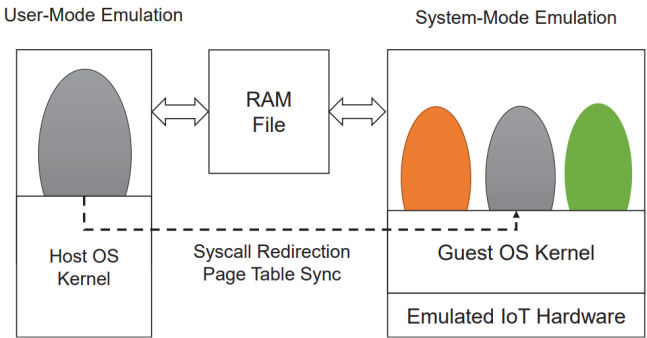 User-Mode Emulation
System-Mode Emulation
RAM
File
Host OS
Kernel
Syscall Redirection
Page Table Sync
Guest OS Kernel
Emulated IoT Hardware